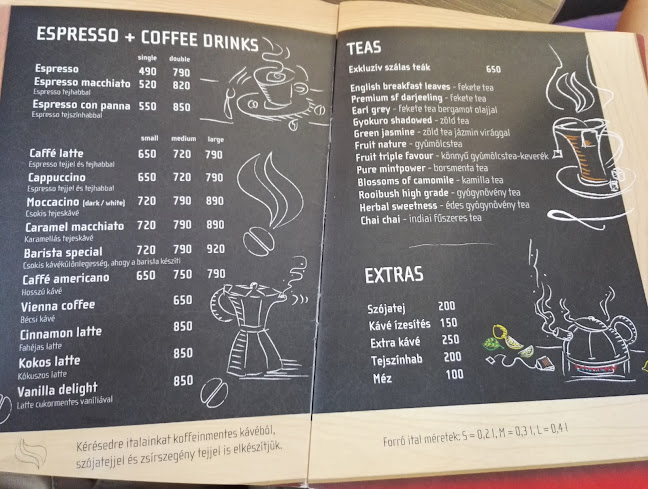 ESPRESSO + COFFEE DRINKS
single double
Espresso 490 790
Espresso macchiato 520 820
Espresso tejhabbal
Espresso con panna 550 850
Espresso tejszínhabbal
small medium large
Caffé latte 650 720 790
Espresso tejjel és tejhabbal
Cappuccino 650 720 790
Espresso tejjel és tejhabbal
Moccacino (dark / white) 720 790 890
Csokis tejeskávé
Caramel macchiato 720 790 890
Karamellás tejeskávé
Barista special 720 790 920
Csokis kávékülönlegesség, ahogy a barista készíti
Caffé americano 650 750 790
Hosszú kávé
Vienna coffee 650
Bécsi kávé
Cinnamon latte 850
Fahéjas latte
Kokos latte 850
Kókuszos latte
Vanilla delight 850
Latte cukormentes vaníliával
Kérésedre italainkat koffeinmentes kávéból,
szójatejjel és zsírszegény tejjel is elkészítjük.
TEAS
Exkluzív szálas teák 650
English breakfast leaves - fekete tea
Premium sf darjeeling - fekete tea
Earl grey - fekete tea bergamot olajjal
Gyokuro shadowed - zöld tea
Green jasmine - zöld tea jázmin virággal
Fruit nature - gyümölcstea
Fruit triple favour - könnyű gyümölcstea-keverék
Pure mintpower - borsmenta tea
Blossoms of camomile - kamilla tea
Rooibush high grade - gyógynövény tea
Herbal sweetness - édes gyógynövény tea
Chai chai - indiai fűszeres tea
EXTRAS
Szójatej 200
Kávé ízesítés 150
Extra kávé 250
Tejszínhab 200
Méz 100
Forró ital méretek: S = 0,2 l, M = 0,3 l, L = 0,4 l